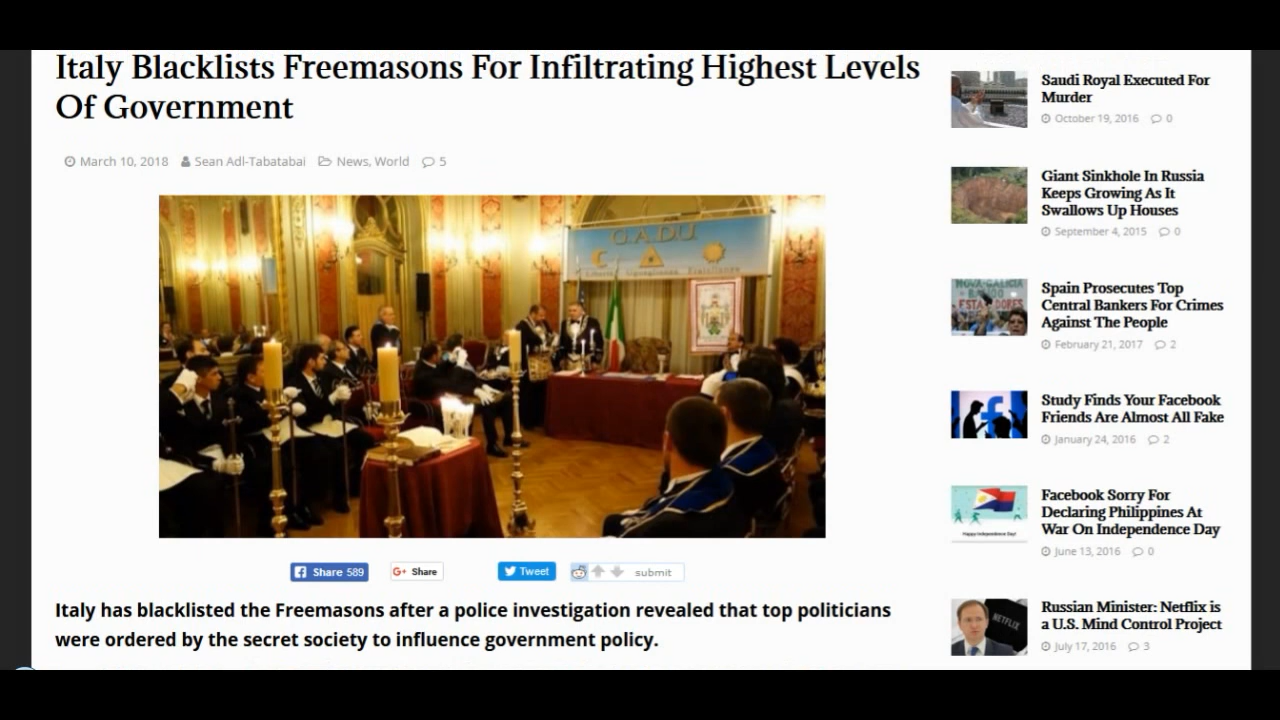 Italy Blacklists Freemasons For Infiltrating Highest Levels
Of Government
March 10, 2018 Sean Adl-Tabatabai News, World 5
G.A.D.U
Share 589
G+ Share
Tweet
submit
Italy has blacklisted the Freemasons after a police investigation revealed that top politicians
were ordered by the secret society to influence government policy.
Saudi Royal Executed For
Murder
October 19, 2016 0
Giant Sinkhole In Russia
Keeps Growing As It
Swallows Up Houses
September 4, 2015 0
Spain Prosecutes Top
Central Bankers For Crimes
Against The People
February 21, 2017 2
Study Finds Your Facebook
Friends Are Almost All Fake
January 24, 2016 2
Facebook Sorry For
Declaring Philippines At
War On Independence Day
June 13, 2016 0
Happy Independence Day!
NETFLIX
Russian Minister: Netflix is
a U.S. Mind Control Project
July 17, 2016 3